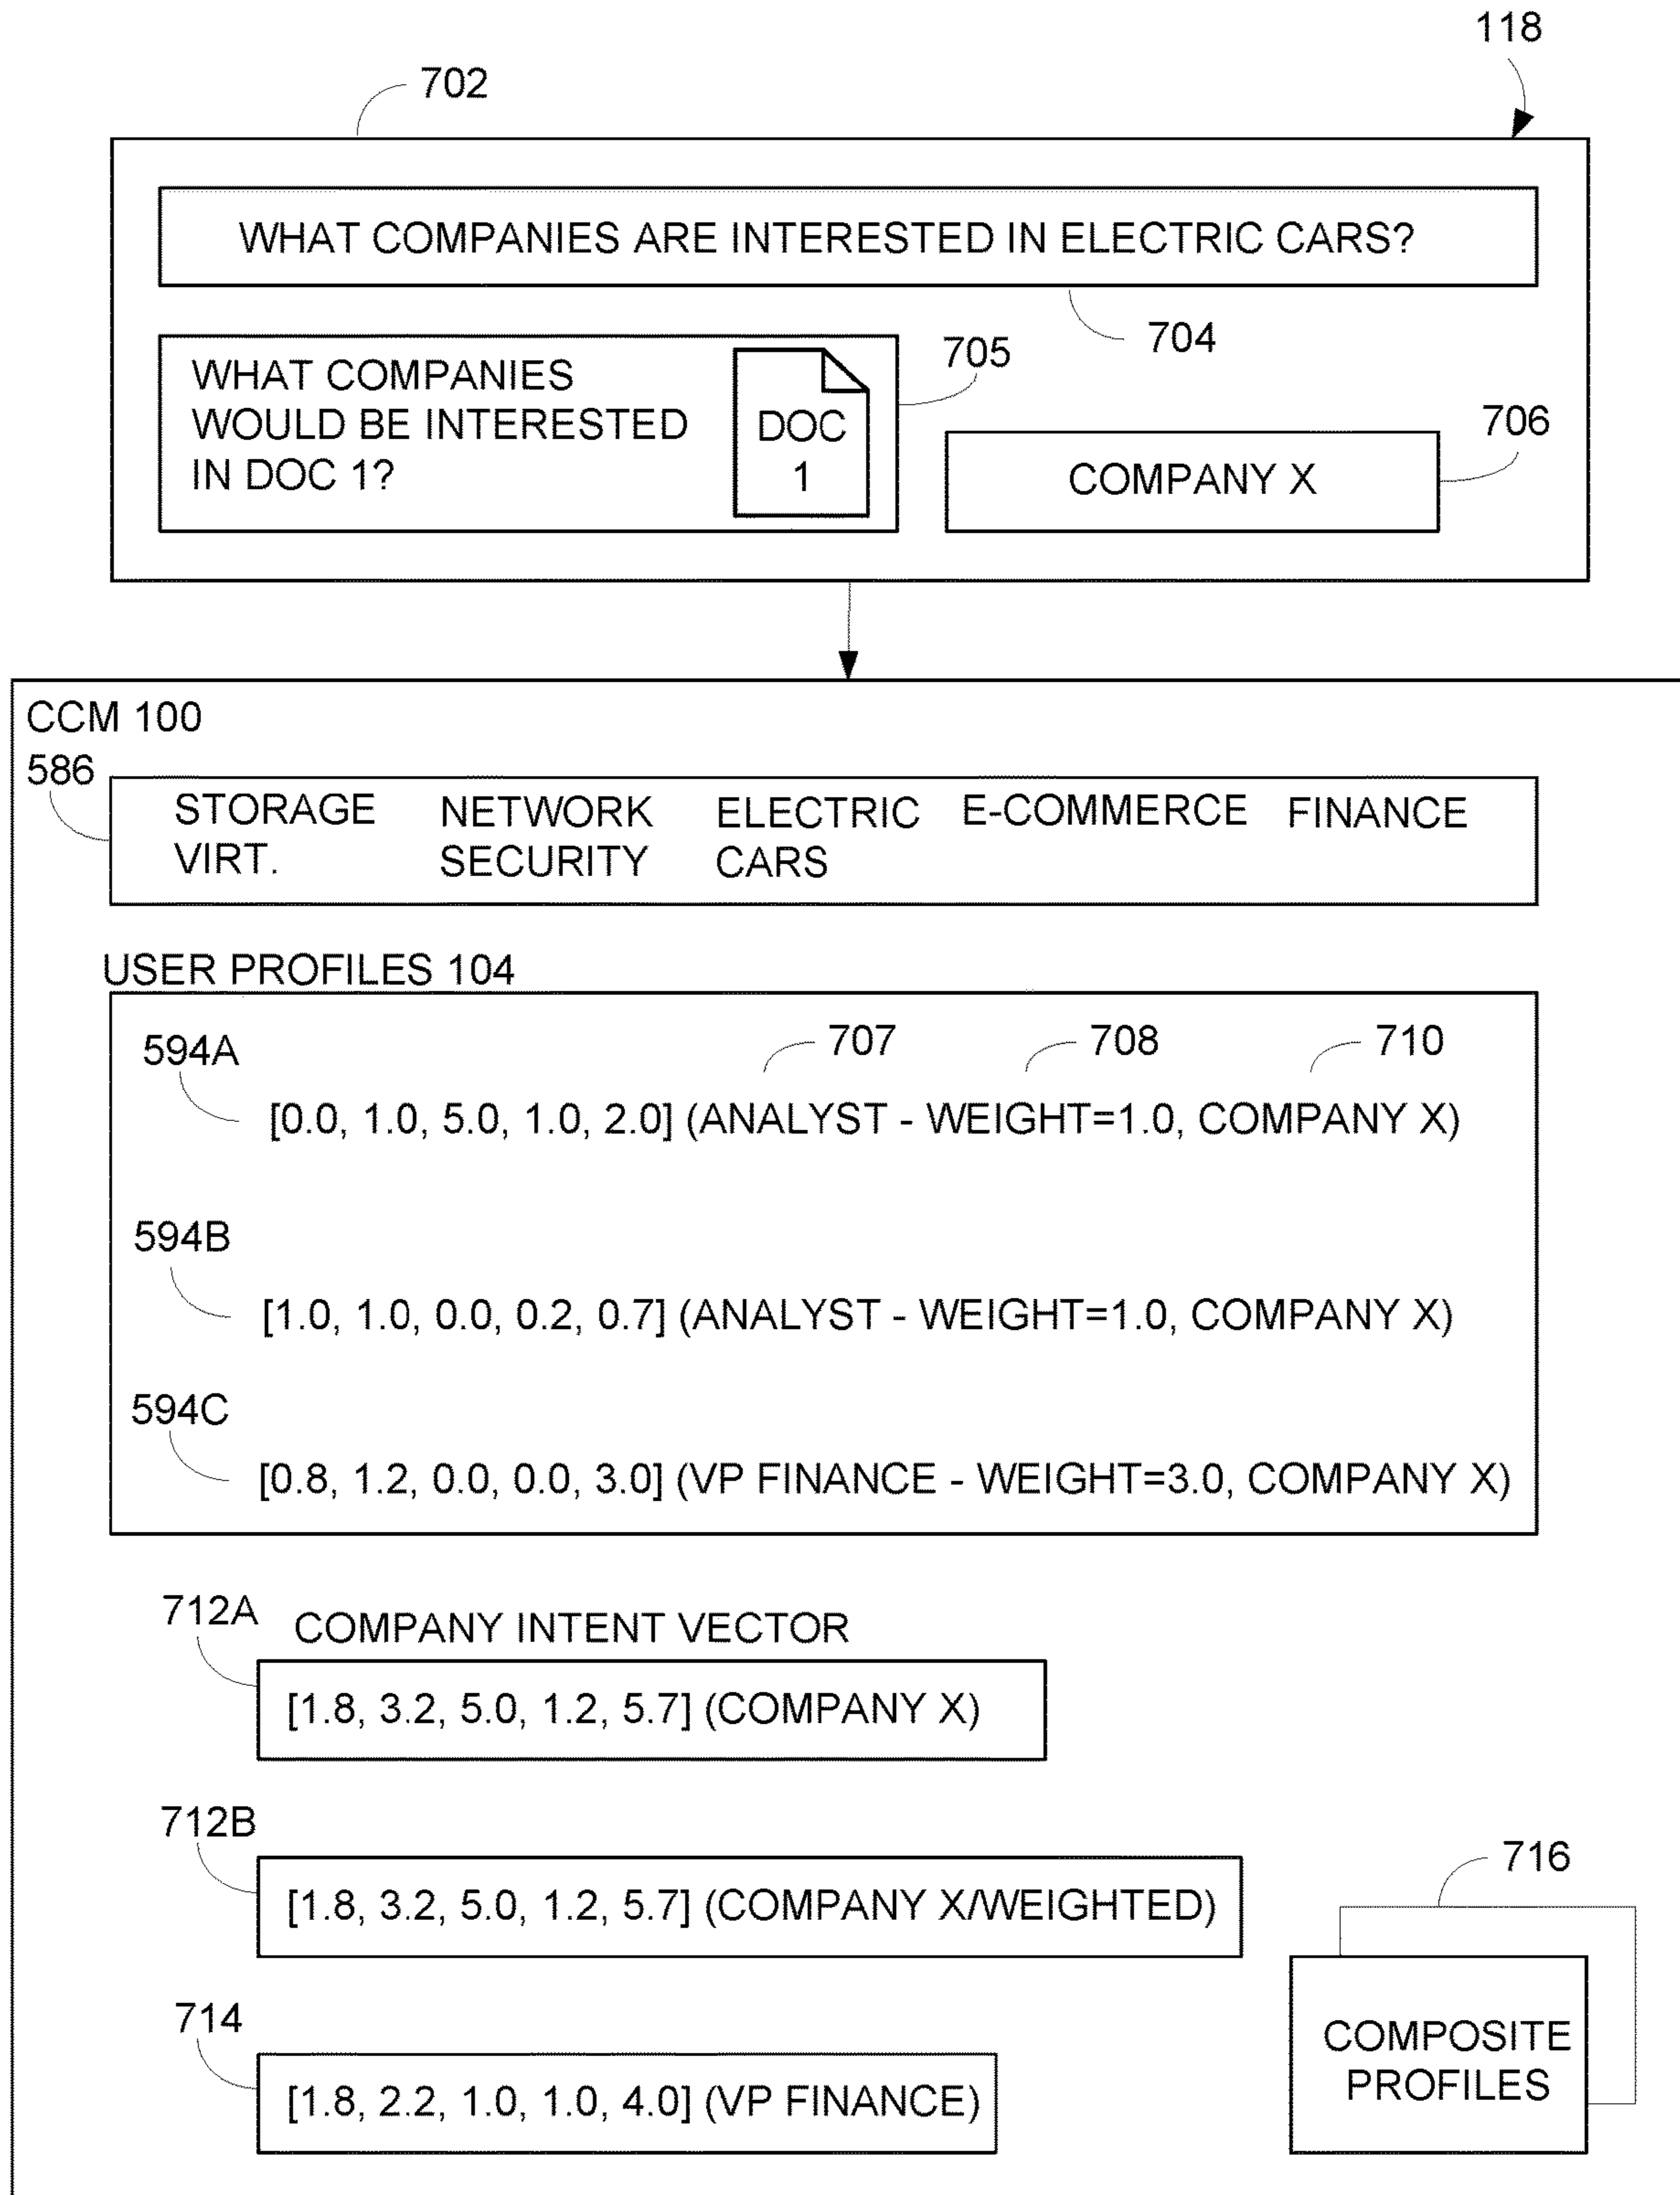 118
702
WHAT COMPANIES ARE INTERESTED IN ELECTRIC CARS?
704
705
WHAT COMPANIES
WOULD BE INTERESTED
IN DOC 1?
DOC
1
706
COMPANY X
CCM 100
586
STORAGE
VIRT.
NETWORK
SECURITY
ELECTRIC
CARS
E-COMMERCE
FINANCE
USER PROFILES 104
594A
707
708
710
[0.0, 1.0, 5.0, 1.0, 2.0] (ANALYST - WEIGHT=1.0, COMPANY X)
594B
[1.0, 1.0, 0.0, 0.2, 0.7] (ANALYST - WEIGHT=1.0, COMPANY X)
594C
[0.8, 1.2, 0.0, 0.0, 3.0] (VP FINANCE - WEIGHT=3.0, COMPANY X)
712A
COMPANY INTENT VECTOR
[1.8, 3.2, 5.0, 1.2, 5.7] (COMPANY X)
712B
[1.8, 3.2, 5.0, 1.2, 5.7] (COMPANY X/WEIGHTED)
716
714
[1.8, 2.2, 1.0, 1.0, 4.0] (VP FINANCE)
COMPOSITE
PROFILES